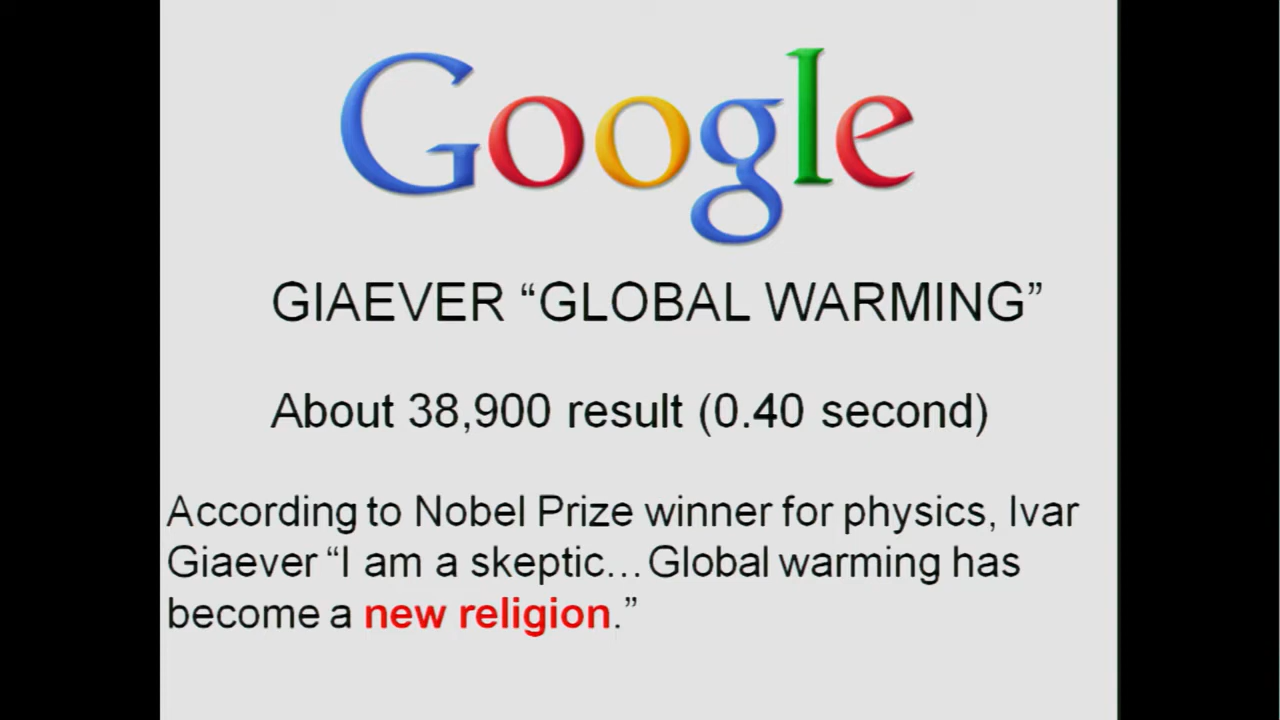 Google
GIAEVER “GLOBAL WARMING”
About 38,900 result (0.40 second)
According to Nobel Prize winner for physics, Ivar
Giaever “I am a skeptic…Global warming has
become a new religion.”